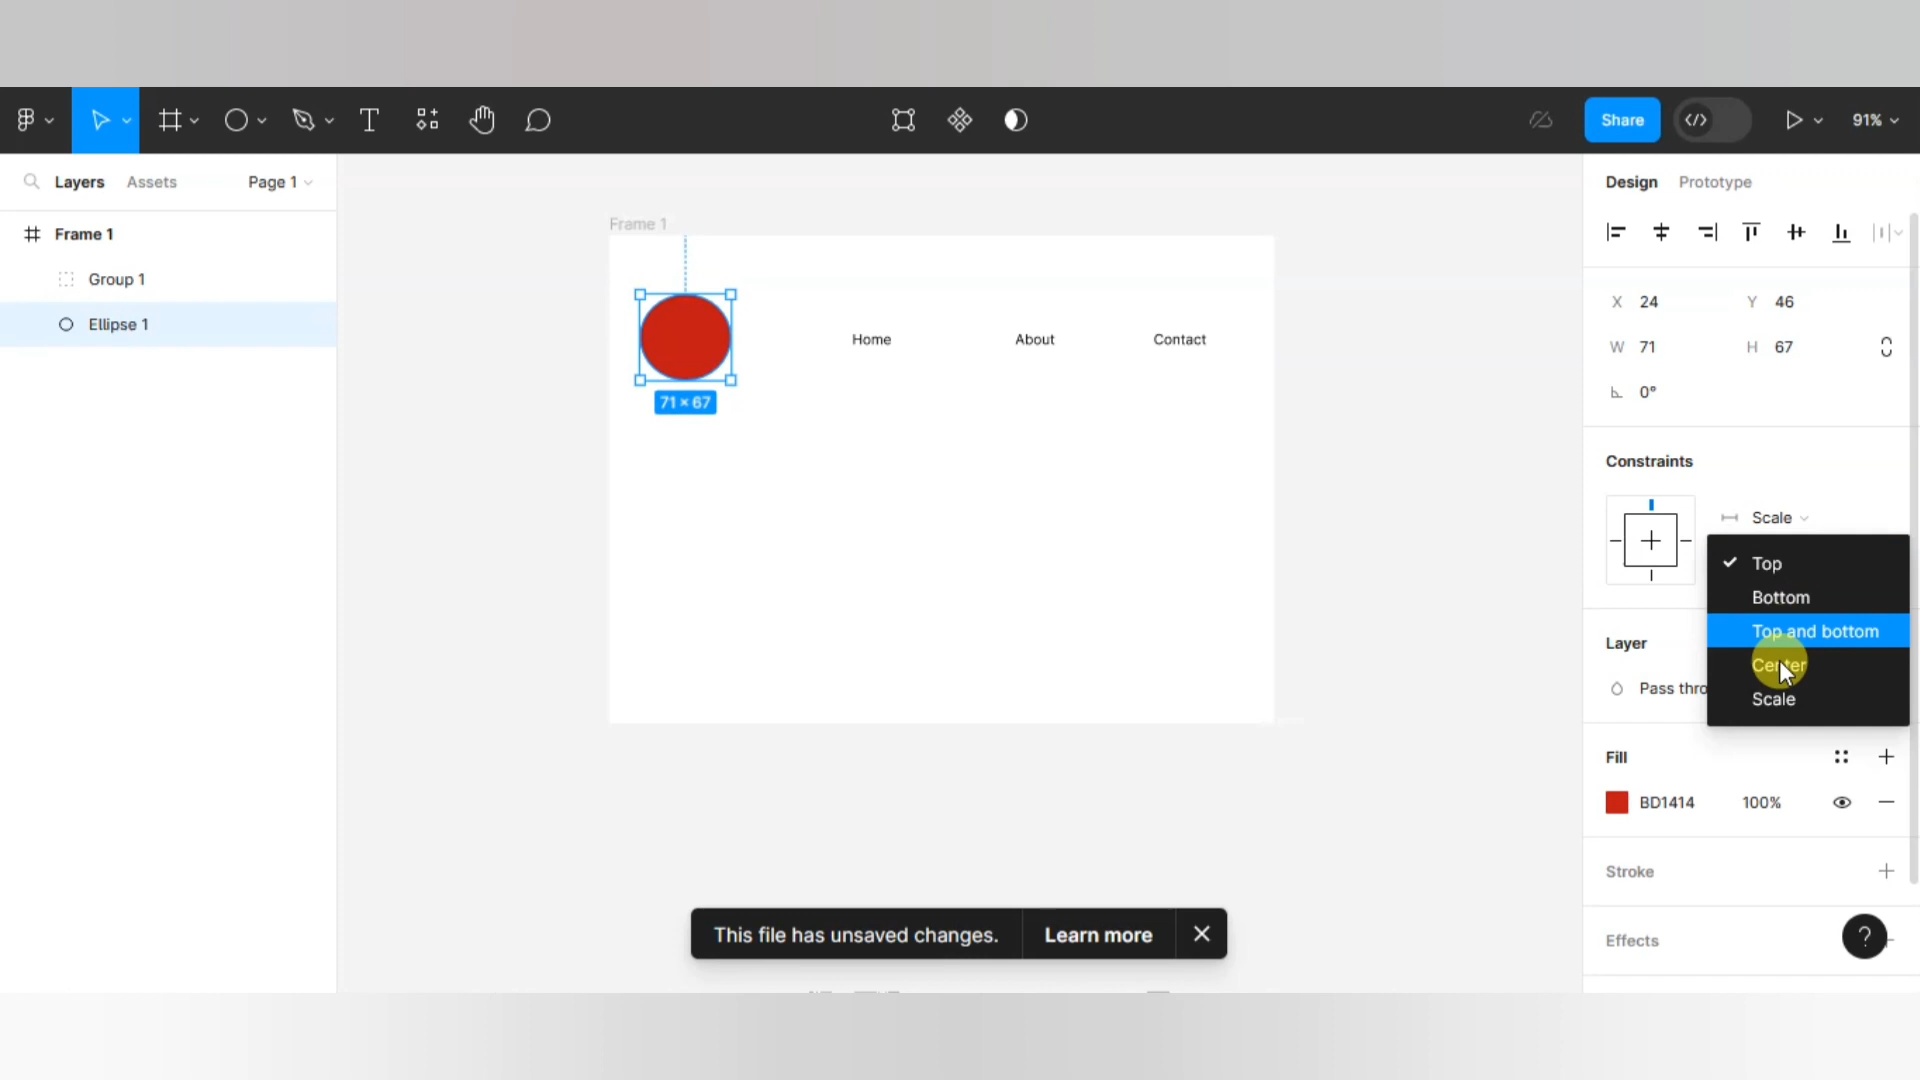 Share
91%
Layers
Assets
Page 1
Design
Prototype
Frame 1
Group 1
Ellipse 1
Frame 1
Home
About
Contact
71 × 67
X 24
Y 46
W 71
H 67
0°
Constraints
Scale
Top
Bottom
Top and bottom
Center
Scale
Layer
Pass thro
Fill
BD1414
100%
Stroke
Effects
?
This file has unsaved changes.
Learn more